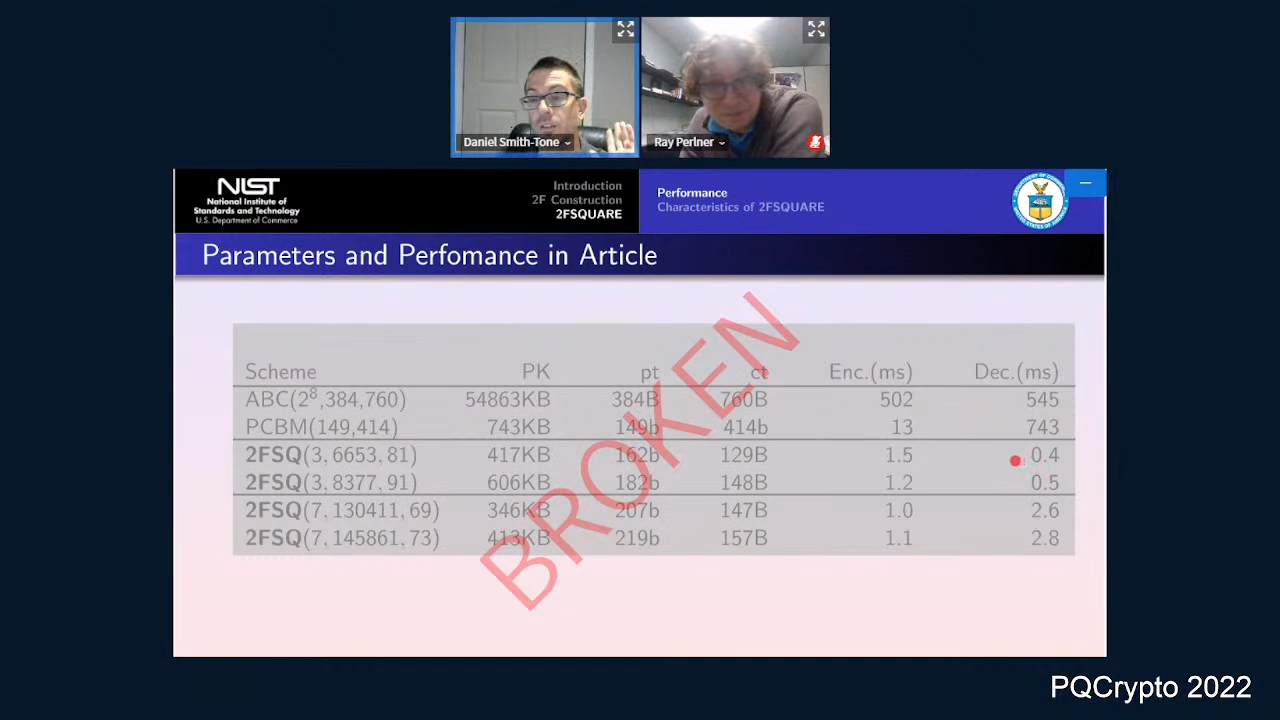 Daniel Smith-Tone
Ray Perlner
NIST
National Institute of
Standards and Technology
U.S. Department of Commerce
Introduction
2F Construction
2FSQUARE
Performance
Characteristics of 2FSQUARE
Parameters and Perfomance in Article
Scheme PK pt ct Enc.(ms) Dec.(ms)
ABC(2⁸,384,760) 54863KB 384B 760B 502 545
PCBM(149,414) 743KB 149b 414b 13 743
2FSQ(3, 6653, 81) 417KB 162b 129B 1.5 0.4
2FSQ(3, 8377, 91) 606KB 182b 148B 1.2 0.5
2FSQ(7, 130411, 69) 346KB 207b 147B 1.0 2.6
2FSQ(7, 145861, 73) 413KB 219b 157B 1.1 2.8
BROKEN
PQCrypto 2022